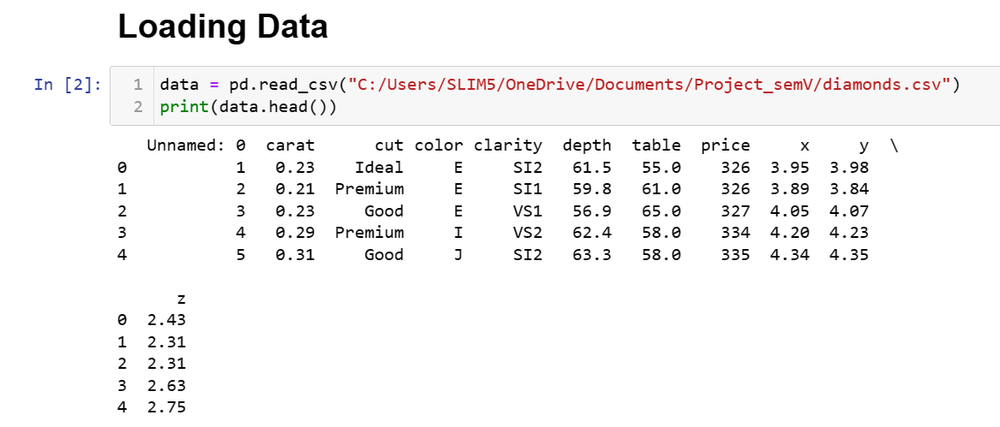 Loading Data
In [2]:
1 data = pd.read_csv("C:/Users/SLIM5/OneDrive/Documents/Project_semV/diamonds.csv")
2 print(data.head())
Unnamed: 0 carat cut color clarity depth table price x y \
0 1 0.23 Ideal E SI2 61.5 55.0 326 3.95 3.98
1 2 0.21 Premium E SI1 59.8 61.0 326 3.89 3.84
2 3 0.23 Good E VS1 56.9 65.0 327 4.05 4.07
3 4 0.29 Premium I VS2 62.4 58.0 334 4.20 4.23
4 5 0.31 Good J SI2 63.3 58.0 335 4.34 4.35
z
0 2.43
1 2.31
2 2.31
3 2.63
4 2.75